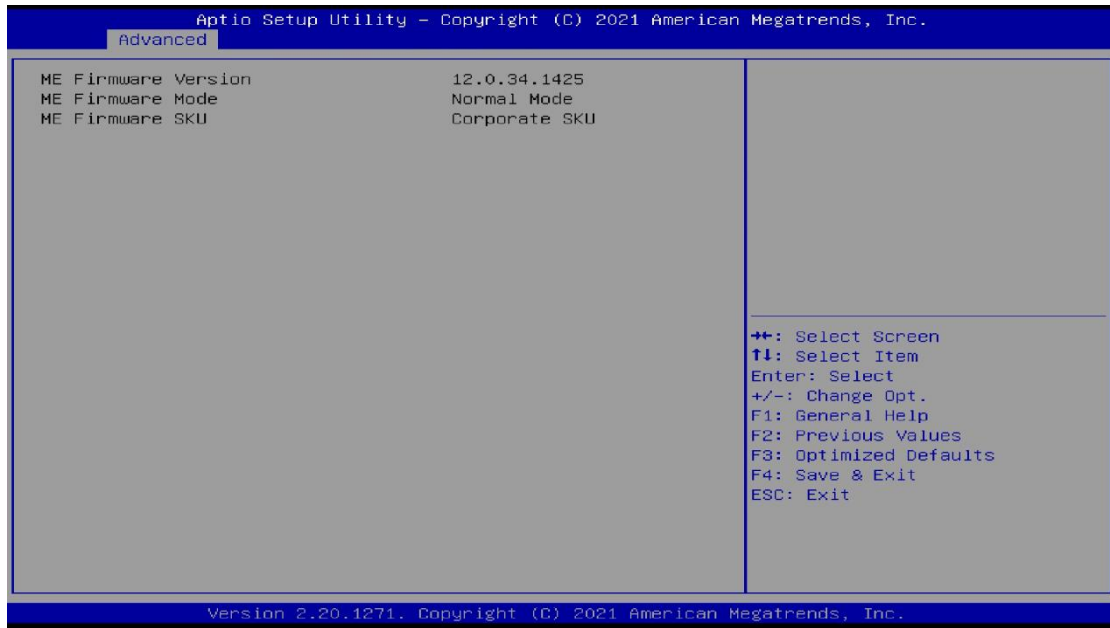 Aptio Setup Utility – Copyright (C) 2021 American Megatrends, Inc.
Advanced
ME Firmware Version 12.0.34.1425
ME Firmware Mode Normal Mode
ME Firmware SKU Corporate SKU
→←: Select Screen
↑↓: Select Item
Enter: Select
+/-: Change Opt.
F1: General Help
F2: Previous Values
F3: Optimized Defaults
F4: Save & Exit
ESC: Exit
Version 2.20.1271. Copyright (C) 2021 American Megatrends, Inc.